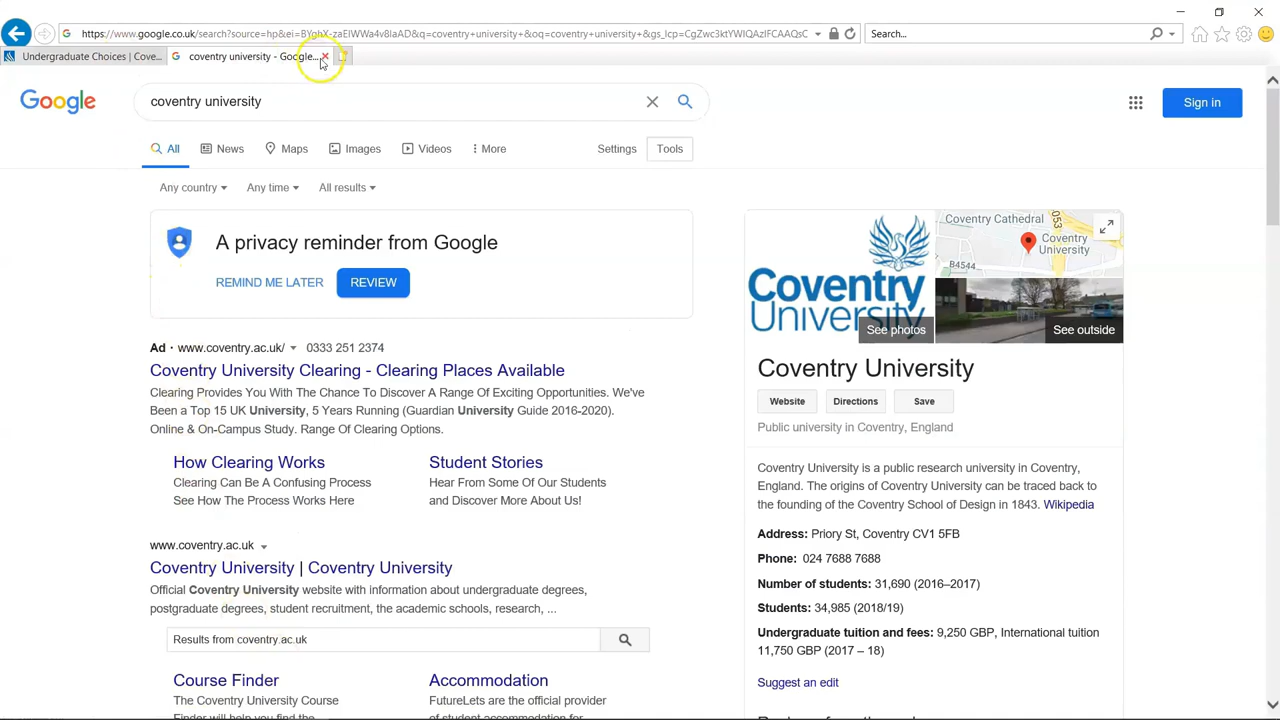 https://www.google.co.uk/search?source=hp&ei=BYghX-zaEIWWa4v8IaAD&q=coventry+university+&oq=coventry+university+&gs_lcp=CgZwc3ktYWIQAzIFCAAQsC
Search...
Undergraduate Choices | Cove...
coventry university - Google...
Google
coventry university
Sign in
All
News
Maps
Images
Videos
More
Settings
Tools
Any country
Any time
All results
A privacy reminder from Google
REMIND ME LATER
REVIEW
Ad · www.coventry.ac.uk/ 0333 251 2374
Coventry University Clearing - Clearing Places Available
Clearing Provides You With The Chance To Discover A Range Of Exciting Opportunities. We've
Been a Top 15 UK University, 5 Years Running (Guardian University Guide 2016-2020).
Online & On-Campus Study. Range Of Clearing Options.
How Clearing Works
Clearing Can Be A Confusing Process
See How The Process Works Here
Student Stories
Hear From Some Of Our Students
and Discover More About Us!
www.coventry.ac.uk
Coventry University | Coventry University
Official Coventry University website with information about undergraduate degrees,
postgraduate degrees, student recruitment, the academic schools, research, ...
Results from coventry.ac.uk
Course Finder
The Coventry University Course
Finder will help you find the
Accommodation
FutureLets are the official provider
of student accommodation for
Coventry University
See photos
Coventry Cathedral
Coventry
University
B4544
See outside
Coventry University
Website
Directions
Save
Public university in Coventry, England
Coventry University is a public research university in Coventry,
England. The origins of Coventry University can be traced back to
the founding of the Coventry School of Design in 1843. Wikipedia
Address: Priory St, Coventry CV1 5FB
Phone: 024 7688 7688
Number of students: 31,690 (2016–2017)
Students: 34,985 (2018/19)
Undergraduate tuition and fees: 9,250 GBP, International tuition
11,750 GBP (2017 – 18)
Suggest an edit